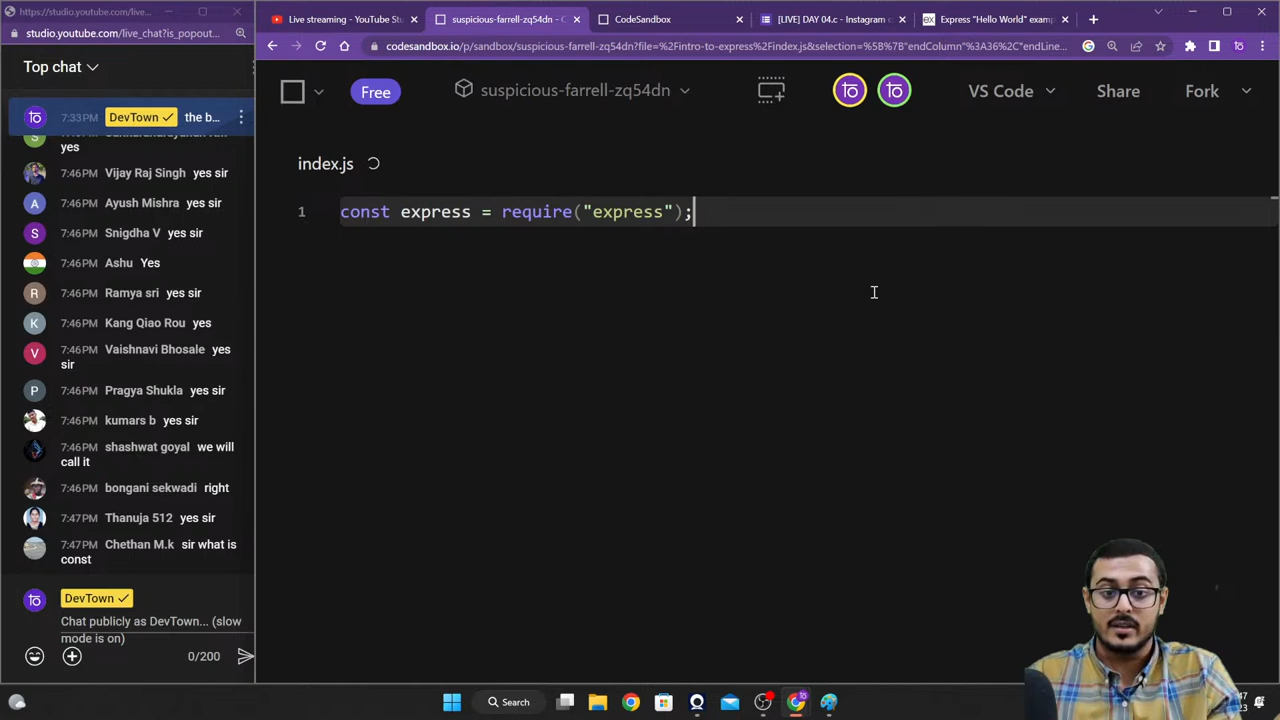 https://studio.youtube.com/live_chat?is_popout...
studio.youtube.com/live_chat?is_popout...
Top chat
7:33PM DevTown the b...
yes
7:46PM Vijay Raj Singh yes sir
7:46PM Ayush Mishra yes sir
7:46PM Snigdha V yes sir
7:46PM Ashu Yes
7:46PM Ramya sri yes sir
7:46PM Kang Qiao Rou yes
7:46PM Vaishnavi Bhosale yes
sir
7:46PM Pragya Shukla yes sir
7:46PM kumars b yes sir
7:46PM shashwat goyal we will
call it
7:46PM bongani sekwadi right
7:47PM Thanuja 512 yes sir
7:47PM Chethan M.k sir what is
const
DevTown
Chat publicly as DevTown... (slow
mode is on)
0/200
Live streaming - YouTube Stu
suspicious-farrell-zq54dn - C
CodeSandbox
[LIVE] DAY 04.c - Instagram c
Express "Hello World" examp
codesandbox.io/p/sandbox/suspicious-farrell-zq54dn?file=%2Fintro-to-express%2Findex.js&selection=%5B%7B"endColumn"%3A36%2C"endLine...
Free
suspicious-farrell-zq54dn
VS Code
Share
Fork
index.js
1 const express = require("express");
Search